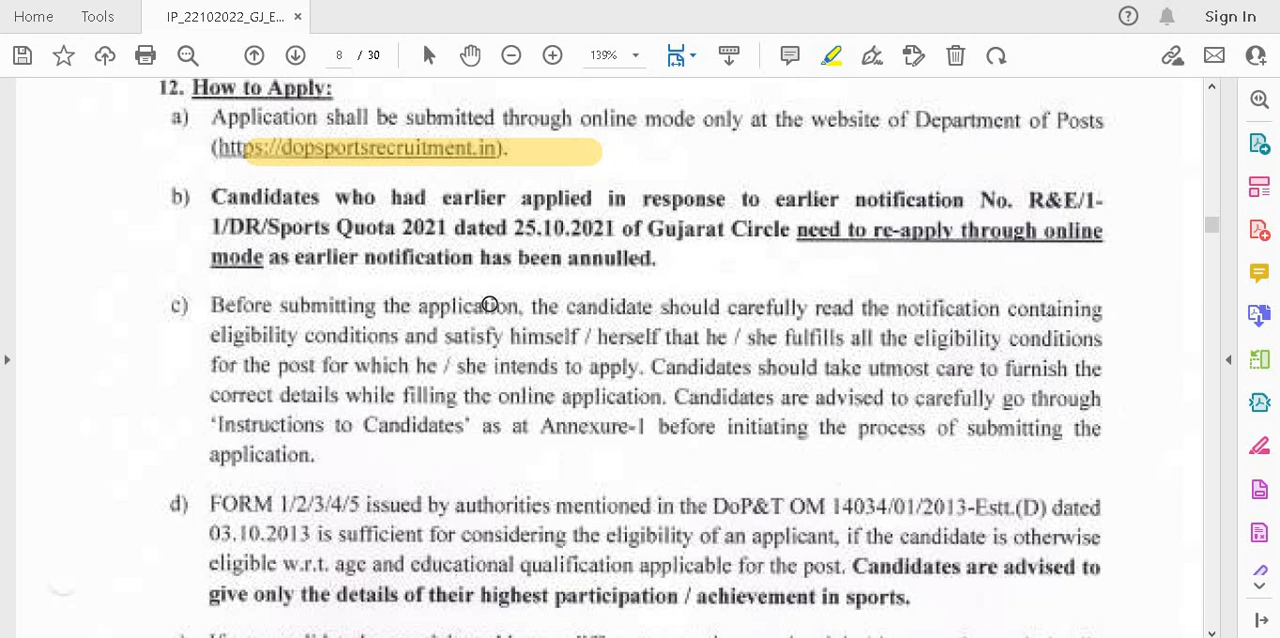 Home Tools IP_22102022_GJ_E... × Sign In
8 / 30 139%
12. How to Apply:
a) Application shall be submitted through online mode only at the website of Department of Posts
(https://dopsportsrecruitment.in).
b) Candidates who had earlier applied in response to earlier notification No. R&E/1-
1/DR/Sports Quota 2021 dated 25.10.2021 of Gujarat Circle need to re-apply through online
mode as earlier notification has been annulled.
c) Before submitting the application, the candidate should carefully read the notification containing
eligibility conditions and satisfy himself / herself that he / she fulfills all the eligibility conditions
for the post for which he / she intends to apply. Candidates should take utmost care to furnish the
correct details while filling the online application. Candidates are advised to carefully go through
‘Instructions to Candidates’ as at Annexure-1 before initiating the process of submitting the
application.
d) FORM 1/2/3/4/5 issued by authorities mentioned in the DoP&T OM 14034/01/2013-Estt.(D) dated
03.10.2013 is sufficient for considering the eligibility of an applicant, if the candidate is otherwise
eligible w.r.t. age and educational qualification applicable for the post. Candidates are advised to
give only the details of their highest participation / achievement in sports.